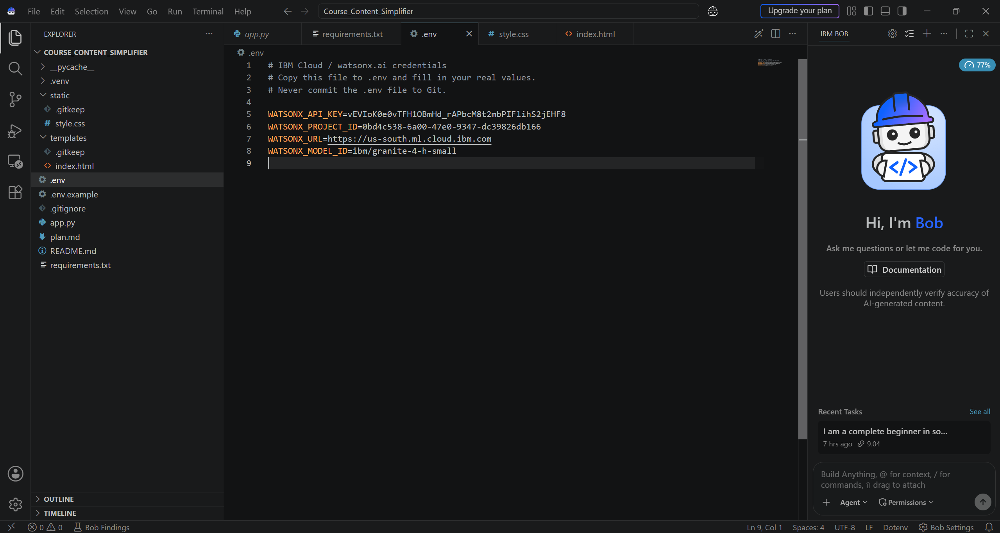 File Edit Selection View Go Run Terminal Help
Course_Content_Simplifier
Upgrade your plan
EXPLORER
COURSE_CONTENT_SIMPLIFIER
__pycache__
.venv
static
.gitkeep
style.css
templates
.gitkeep
index.html
.env
.env.example
.gitignore
app.py
plan.md
README.md
requirements.txt
OUTLINE
TIMELINE
app.py requirements.txt .env style.css index.html
.env
1 # IBM Cloud / watsonx.ai credentials
2 # Copy this file to .env and fill in your real values.
3 # Never commit the .env file to Git.
4
5 WATSONX_API_KEY=vEVIoK0e0vTFH1OBmHd_rAPbcM8t2mbPIFlihS2jEHF8
6 WATSONX_PROJECT_ID=0bd4c538-6a00-47e0-9347-dc39826db166
7 WATSONX_URL=https://us-south.ml.cloud.ibm.com
8 WATSONX_MODEL_ID=ibm/granite-4-h-small
9
IBM BOB
77%
</>
Hi, I'm Bob
Ask me questions or let me code for you.
Documentation
Users should independently verify accuracy of
AI-generated content.
Recent Tasks See all
I am a complete beginner in so...
7 hrs ago 9.04
Build Anything, @ for context, / for
commands, ⇧ drag to attach
Agent Permissions
0 0 Bob Findings
Ln 9, Col 1 Spaces: 4 UTF-8 LF Dotenv Bob Settings